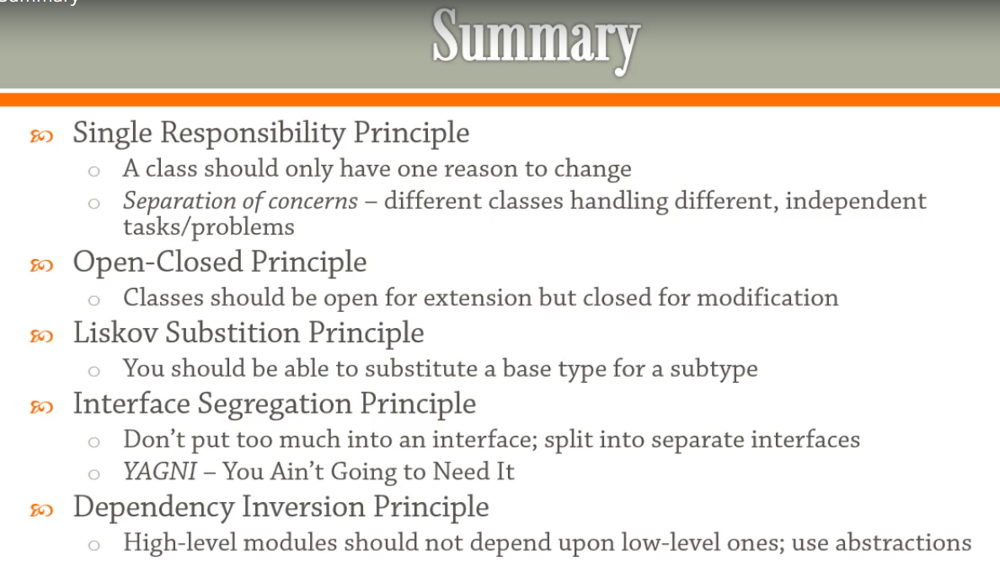 Summary
Summary
Single Responsibility Principle
A class should only have one reason to change
Separation of concerns – different classes handling different, independent
tasks/problems
Open-Closed Principle
Classes should be open for extension but closed for modification
Liskov Substition Principle
You should be able to substitute a base type for a subtype
Interface Segregation Principle
Don’t put too much into an interface; split into separate interfaces
YAGNI – You Ain’t Going to Need It
Dependency Inversion Principle
High-level modules should not depend upon low-level ones; use abstractions